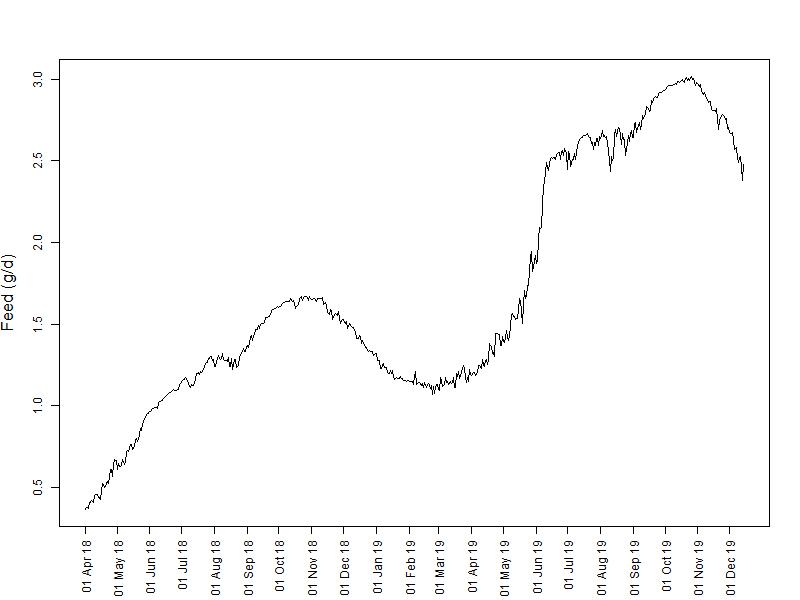 Feed (g/d)
3.0
2.5
2.0
1.5
1.0
0.5
01 Apr 18
01 May 18
01 Jun 18
01 Jul 18
01 Aug 18
01 Sep 18
01 Oct 18
01 Nov 18
01 Dec 18
01 Jan 19
01 Feb 19
01 Mar 19
01 Apr 19
01 May 19
01 Jun 19
01 Jul 19
01 Aug 19
01 Sep 19
01 Oct 19
01 Nov 19
01 Dec 19